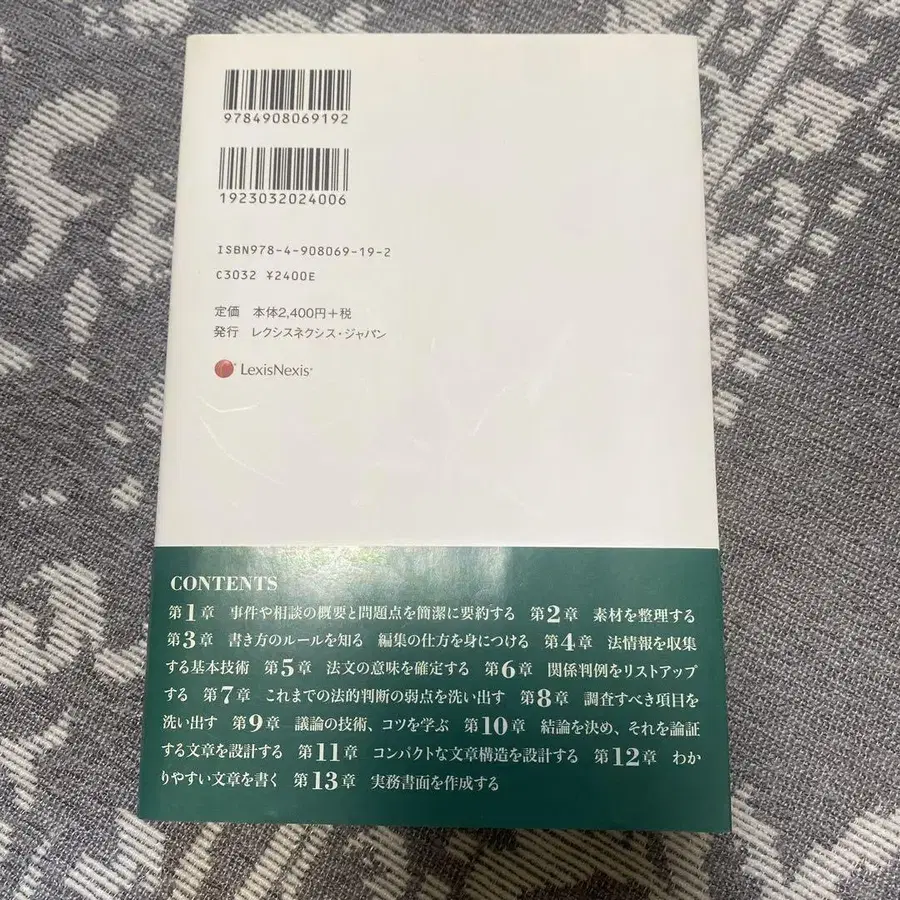 9784908069192
1923032024006
ISBN978-4-908069-19-2
C3032 ¥2400E
定価 本体2,400円+税
発行 レクシスネクシス・ジャパン
LexisNexis®
CONTENTS
第1章 事件や相談の概要と問題点を簡潔に要約する 第2章 素材を整理する
第3章 書き方のルールを知る 編集の仕方を身につける 第4章 法情報を収集
する基本技術 第5章 法文の意味を確定する 第6章 関係判例をリストアップ
する 第7章 これまでの法的判断の弱点を洗い出す 第8章 調査すべき項目を
洗い出す 第9章 議論の技術、コツを学ぶ 第10章 結論を決め、それを論証
する文章を設計する 第11章 コンパクトな文章構造を設計する 第12章 わか
りやすい文章を書く 第13章 実務書面を作成する